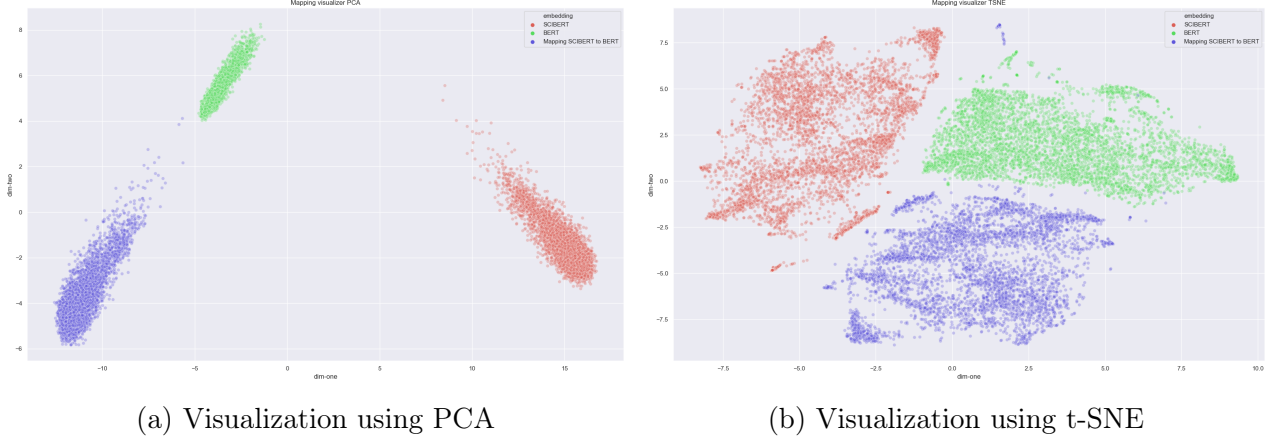 Mapping visualizer PCA
embedding
SCIBERT
BERT
Mapping SCIBERT to BERT
8
6
4
2
0
−2
−4
−6
dim-two
−10
−5
0
5
10
15
dim-one
(a) Visualization using PCA
Mapping visualizer TSNE
embedding
SCIBERT
BERT
Mapping SCIBERT to BERT
7.5
5.0
2.5
0.0
−2.5
−5.0
−7.5
dim-two
−7.5
−5.0
−2.5
0.0
2.5
5.0
7.5
10.0
dim-one
(b) Visualization using t-SNE